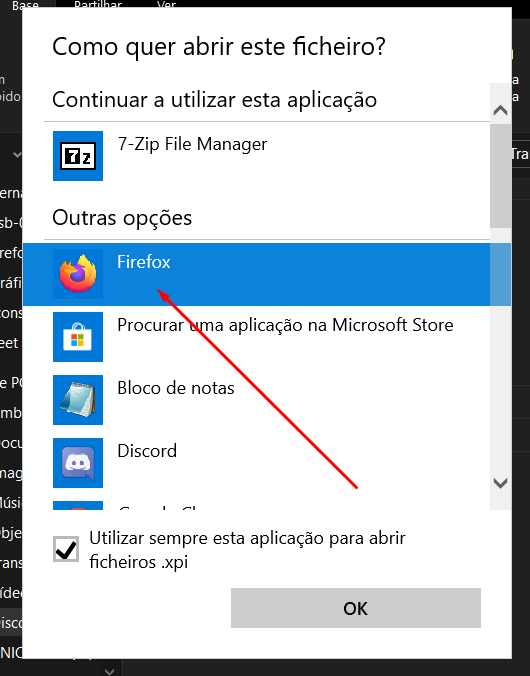 Base Partilhar Ver
Como quer abrir este ficheiro?
Continuar a utilizar esta aplicação
7-Zip File Manager
Outras opções
Firefox
Procurar uma aplicação na Microsoft Store
Bloco de notas
Discord
Utilizar sempre esta aplicação para abrir
ficheiros .xpi
OK